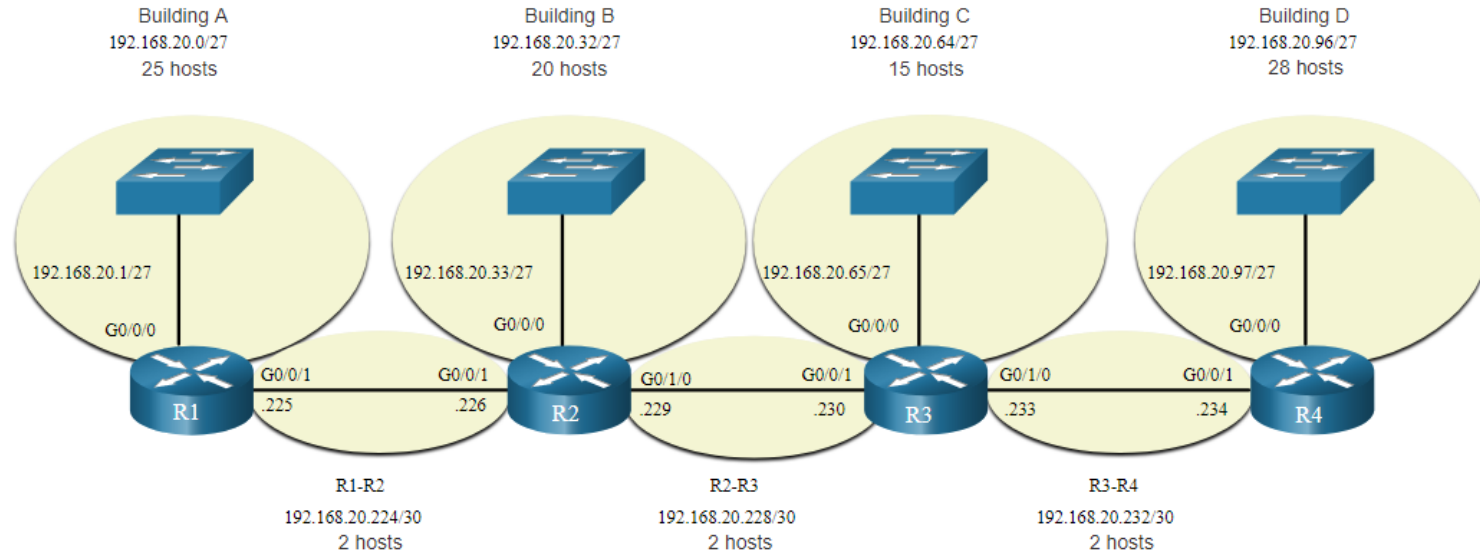 Building A
192.168.20.0/27
25 hosts
Building B
192.168.20.32/27
20 hosts
Building C
192.168.20.64/27
15 hosts
Building D
192.168.20.96/27
28 hosts
192.168.20.1/27
192.168.20.33/27
192.168.20.65/27
192.168.20.97/27
G0/0/0
G0/0/0
G0/0/0
G0/0/0
R1
G0/0/1
.225
G0/0/1
.226
R2
G0/1/0
.229
G0/0/1
.230
R3
G0/1/0
.233
G0/0/1
.234
R4
R1-R2
192.168.20.224/30
2 hosts
R2-R3
192.168.20.228/30
2 hosts
R3-R4
192.168.20.232/30
2 hosts